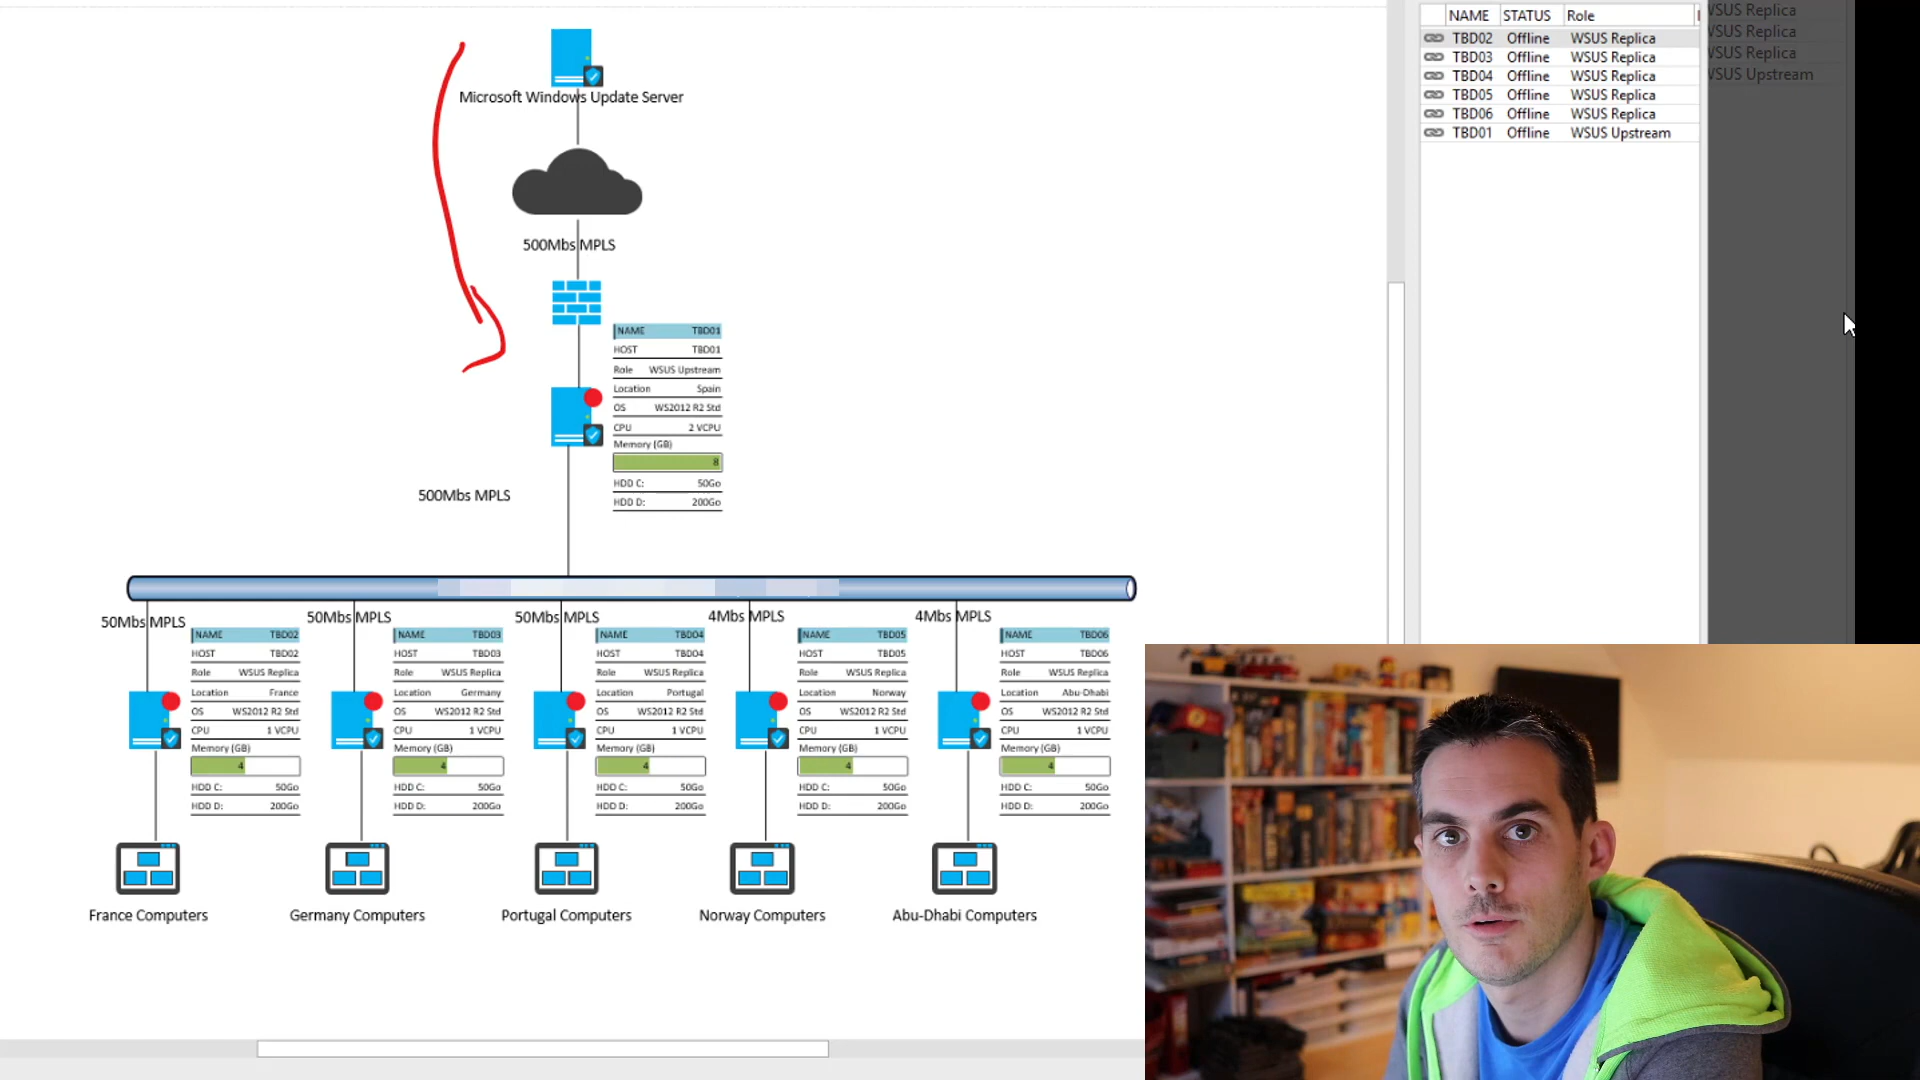 Microsoft Windows Update Server
500Mbs MPLS
NAME TBD01
HOST TBD01
Role WSUS Upstream
Location Spain
OS WS2012 R2 Std
CPU 2 VCPU
Memory (GB)
8
HDD C: 50Go
HDD D: 200Go
500Mbs MPLS
50Mbs MPLS
NAME TBD02
HOST TBD02
Role WSUS Replica
Location France
OS WS2012 R2 Std
CPU 1 VCPU
Memory (GB)
4
HDD C: 50Go
HDD D: 200Go
France Computers
50Mbs MPLS
NAME TBD03
HOST TBD03
Role WSUS Replica
Location Germany
OS WS2012 R2 Std
CPU 1 VCPU
Memory (GB)
4
HDD C: 50Go
HDD D: 200Go
Germany Computers
50Mbs MPLS
NAME TBD04
HOST TBD04
Role WSUS Replica
Location Portugal
OS WS2012 R2 Std
CPU 1 VCPU
Memory (GB)
4
HDD C: 50Go
HDD D: 200Go
Portugal Computers
4Mbs MPLS
NAME TBD05
HOST TBD05
Role WSUS Replica
Location Norway
OS WS2012 R2 Std
CPU 1 VCPU
Memory (GB)
4
HDD C: 50Go
HDD D: 200Go
Norway Computers
4Mbs MPLS
NAME TBD06
HOST TBD06
Role WSUS Replica
Location Abu-Dhabi
OS WS2012 R2 Std
CPU 1 VCPU
Memory (GB)
4
HDD C: 50Go
HDD D: 200Go
Abu-Dhabi Computers
NAME STATUS Role
TBD02 Offline WSUS Replica
TBD03 Offline WSUS Replica
TBD04 Offline WSUS Replica
TBD05 Offline WSUS Replica
TBD06 Offline WSUS Replica
TBD01 Offline WSUS Upstream
WSUS Replica
WSUS Replica
WSUS Replica
WSUS Upstream